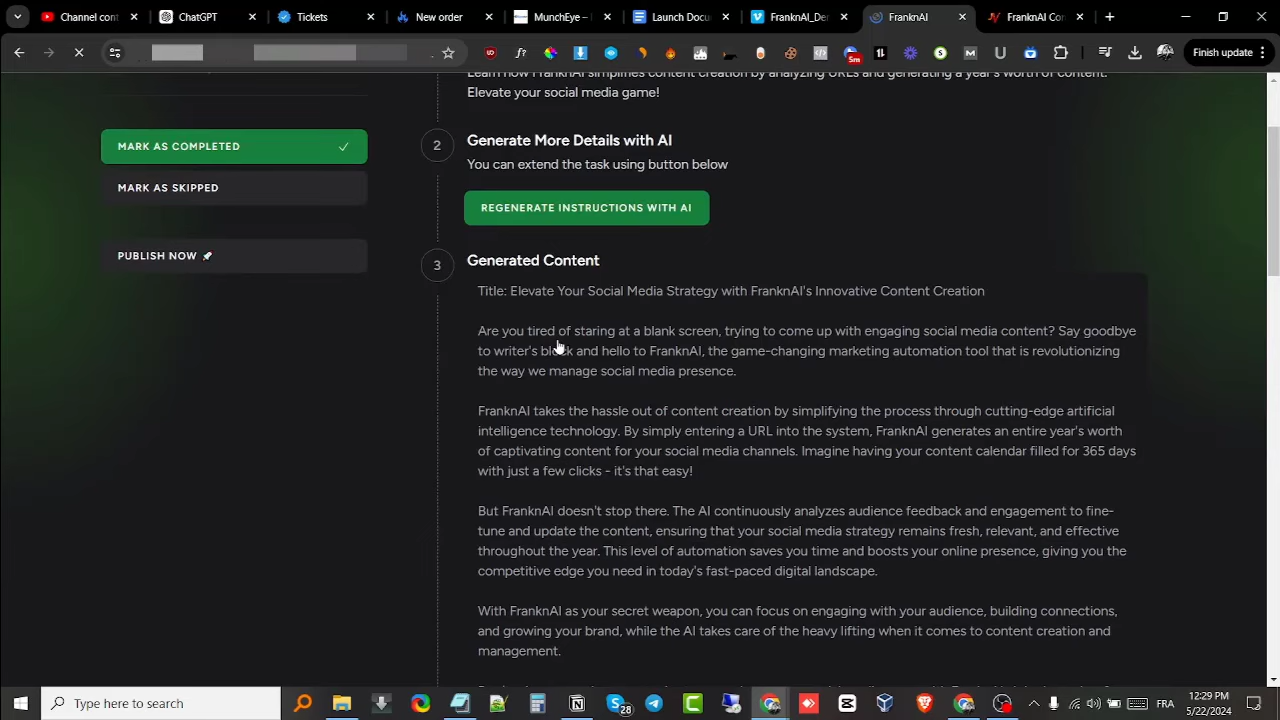 Channel cont
ChatGPT
Tickets
New order
MunchEye –
Launch Docu
FranknAI_De
FranknAI
FranknAI Con
5m
Finish update
Learn how FranknAI simplifies content creation by analyzing URLs and generating a year's worth of content.
Elevate your social media game!
MARK AS COMPLETED
MARK AS SKIPPED
PUBLISH NOW
2
Generate More Details with AI
You can extend the task using button below
REGENERATE INSTRUCTIONS WITH AI
3
Generated Content
Title: Elevate Your Social Media Strategy with FranknAI's Innovative Content Creation
Are you tired of staring at a blank screen, trying to come up with engaging social media content? Say goodbye
to writer's block and hello to FranknAI, the game-changing marketing automation tool that is revolutionizing
the way we manage social media presence.
FranknAI takes the hassle out of content creation by simplifying the process through cutting-edge artificial
intelligence technology. By simply entering a URL into the system, FranknAI generates an entire year's worth
of captivating content for your social media channels. Imagine having your content calendar filled for 365 days
with just a few clicks - it's that easy!
But FranknAI doesn't stop there. The AI continuously analyzes audience feedback and engagement to fine-
tune and update the content, ensuring that your social media strategy remains fresh, relevant, and effective
throughout the year. This level of automation saves you time and boosts your online presence, giving you the
competitive edge you need in today's fast-paced digital landscape.
With FranknAI as your secret weapon, you can focus on engaging with your audience, building connections,
and growing your brand, while the AI takes care of the heavy lifting when it comes to content creation and
management.
Type here to search
28
FRA
12:29 PM
5/22/2024